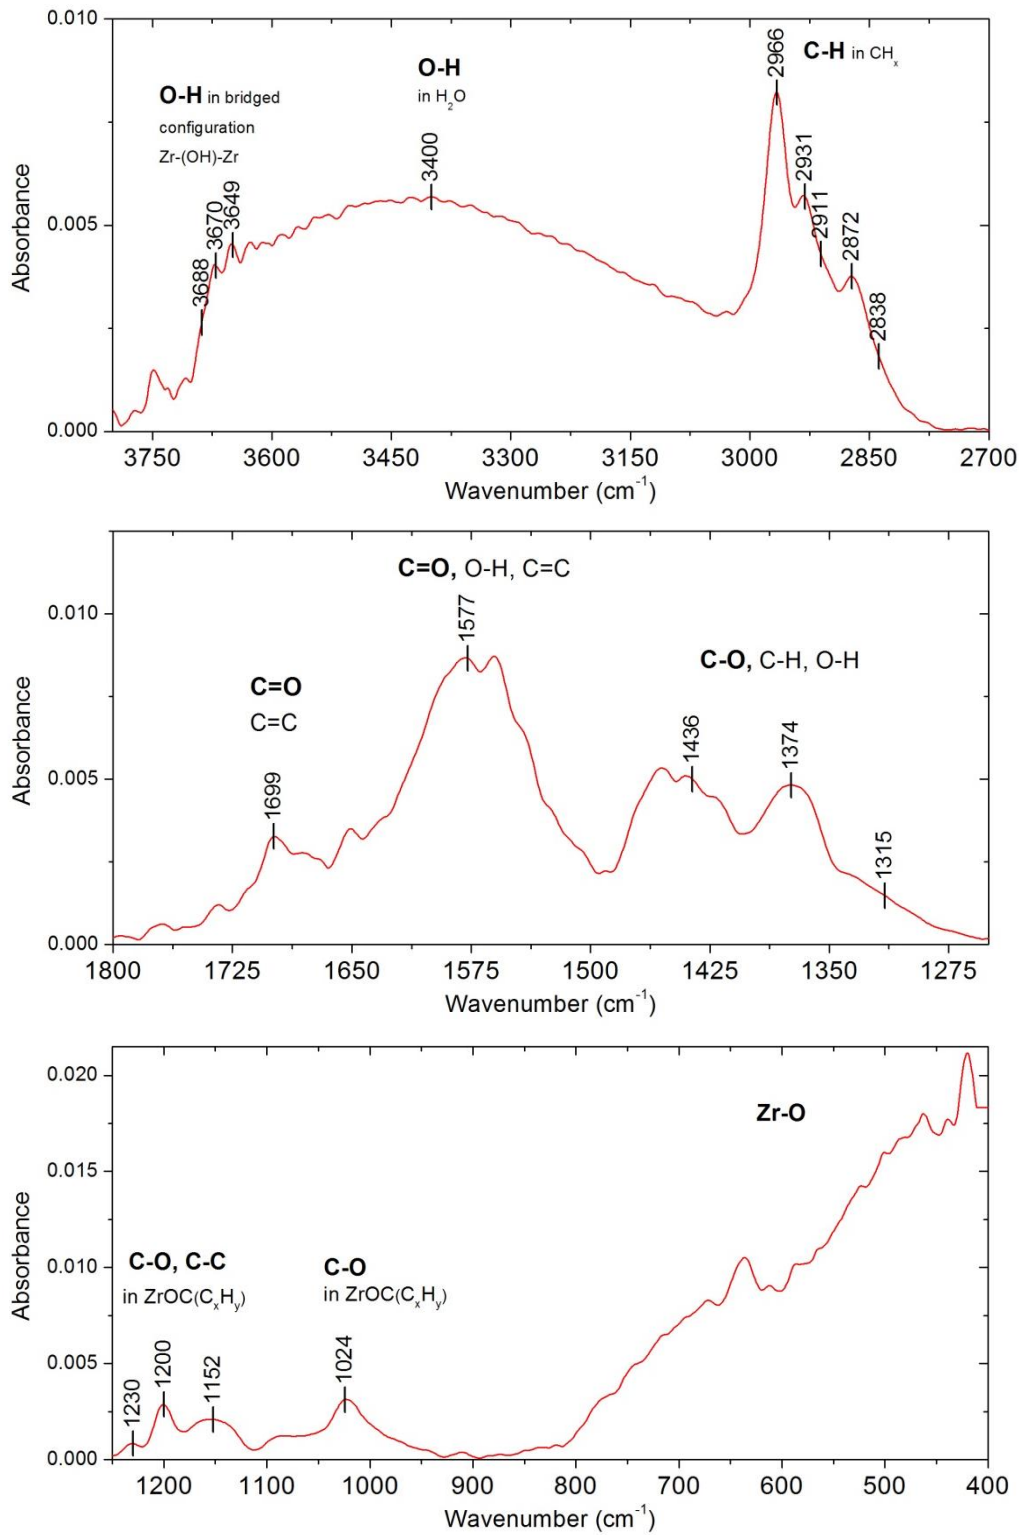 0.010
2966
C-H in CHₓ
O-H
in H₂O
O-H in bridged
configuration
Zr-(OH)-Zr
3688
3670
3649
3400
2931
2911
2872
2838
Absorbance
0.005
0.000
3750 3600 3450 3300 3150 3000 2850 2700
Wavenumber (cm⁻¹)
C=O, O-H, C=C
1577
0.010
C-O, C-H, O-H
C=O
C=C
1699
1436
1374
1315
Absorbance
0.005
0.000
1800 1725 1650 1575 1500 1425 1350 1275
Wavenumber (cm⁻¹)
0.020
Zr-O
0.015
C-O, C-C
in ZrOC(CₓHᵧ)
C-O
in ZrOC(CₓHᵧ)
1230
1200
1152
1024
Absorbance
0.010
0.005
0.000
1200 1100 1000 900 800 700 600 500 400
Wavenumber (cm⁻¹)